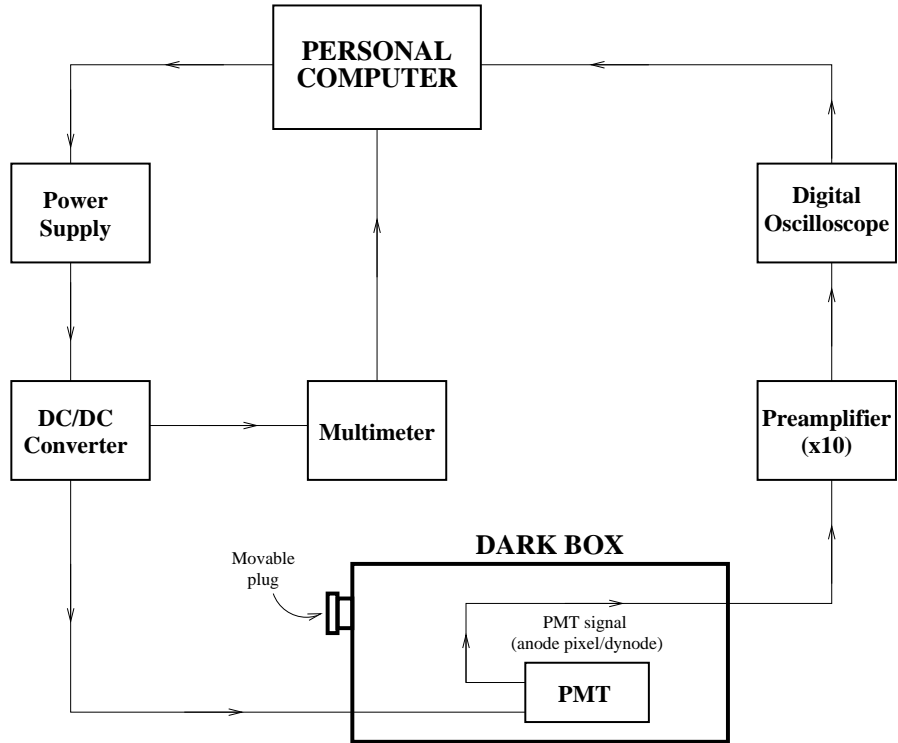 PERSONAL
COMPUTER
Power
Supply
Digital
Oscilloscope
DC/DC
Converter
Multimeter
Preamplifier
(x10)
DARK BOX
Movable
plug
PMT signal
(anode pixel/dynode)
PMT